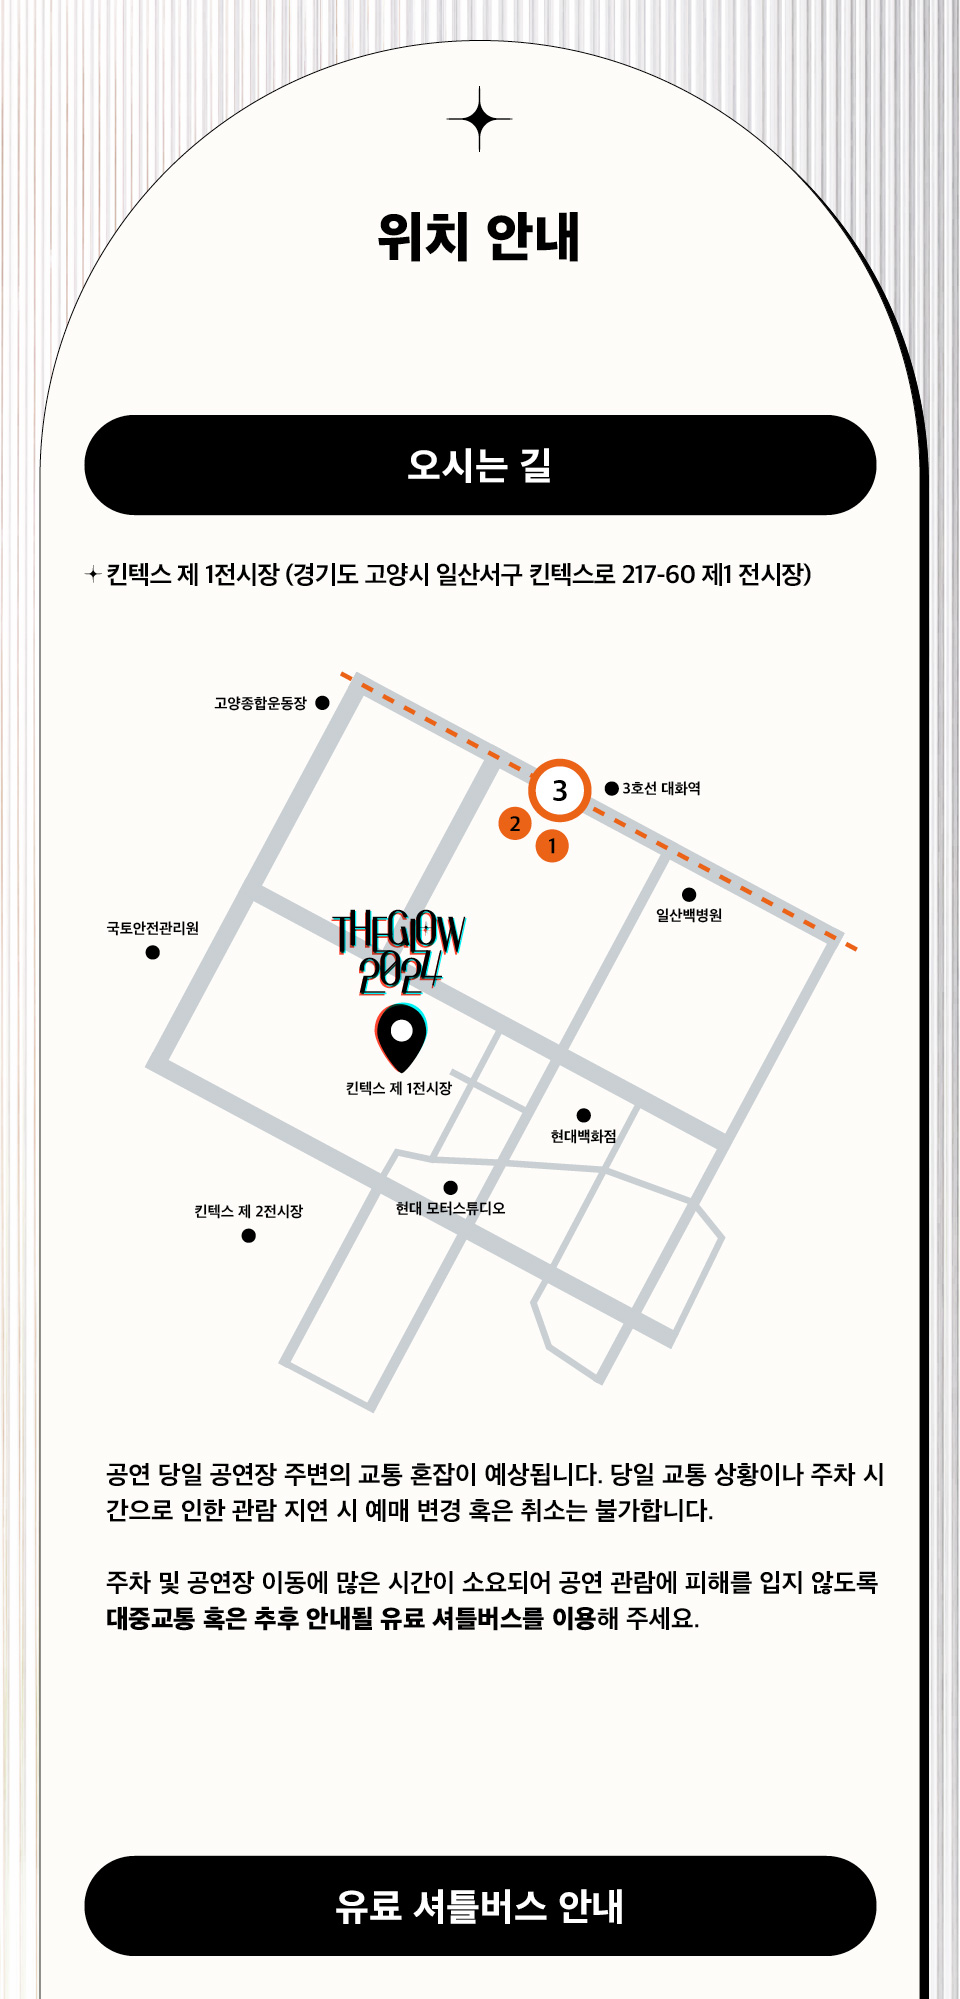 위치 안내
오시는 길
킨텍스 제 1전시장 (경기도 고양시 일산서구 킨텍스로 217-60 제1 전시장)
고양종합운동장
3
3호선 대화역
2
1
일산백병원
국토안전관리원
THEGLOW
2024
킨텍스 제 1전시장
현대백화점
현대 모터스튜디오
킨텍스 제 2전시장
공연 당일 공연장 주변의 교통 혼잡이 예상됩니다. 당일 교통 상황이나 주차 시
간으로 인한 관람 지연 시 예매 변경 혹은 취소는 불가합니다.
주차 및 공연장 이동에 많은 시간이 소요되어 공연 관람에 피해를 입지 않도록
대중교통 혹은 추후 안내될 유료 셔틀버스를 이용해 주세요.
유료 셔틀버스 안내